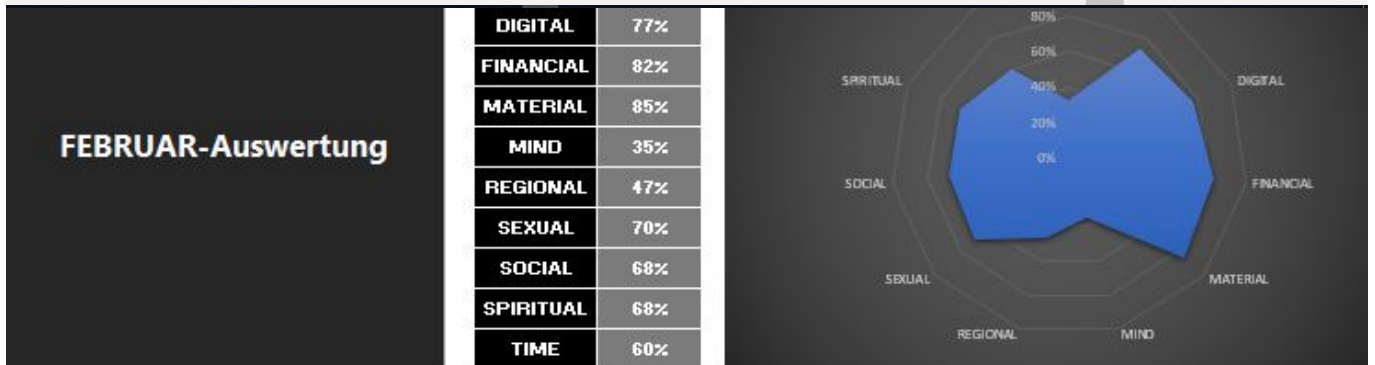 FEBRUAR-Auswertung
DIGITAL 77%
FINANCIAL 82%
MATERIAL 85%
MIND 35%
REGIONAL 47%
SEXUAL 70%
SOCIAL 68%
SPIRITUAL 68%
TIME 60%
80%
60%
40%
20%
0%
SPIRITUAL
DIGITAL
SOCIAL
FINANCIAL
SEXUAL
MATERIAL
REGIONAL
MIND